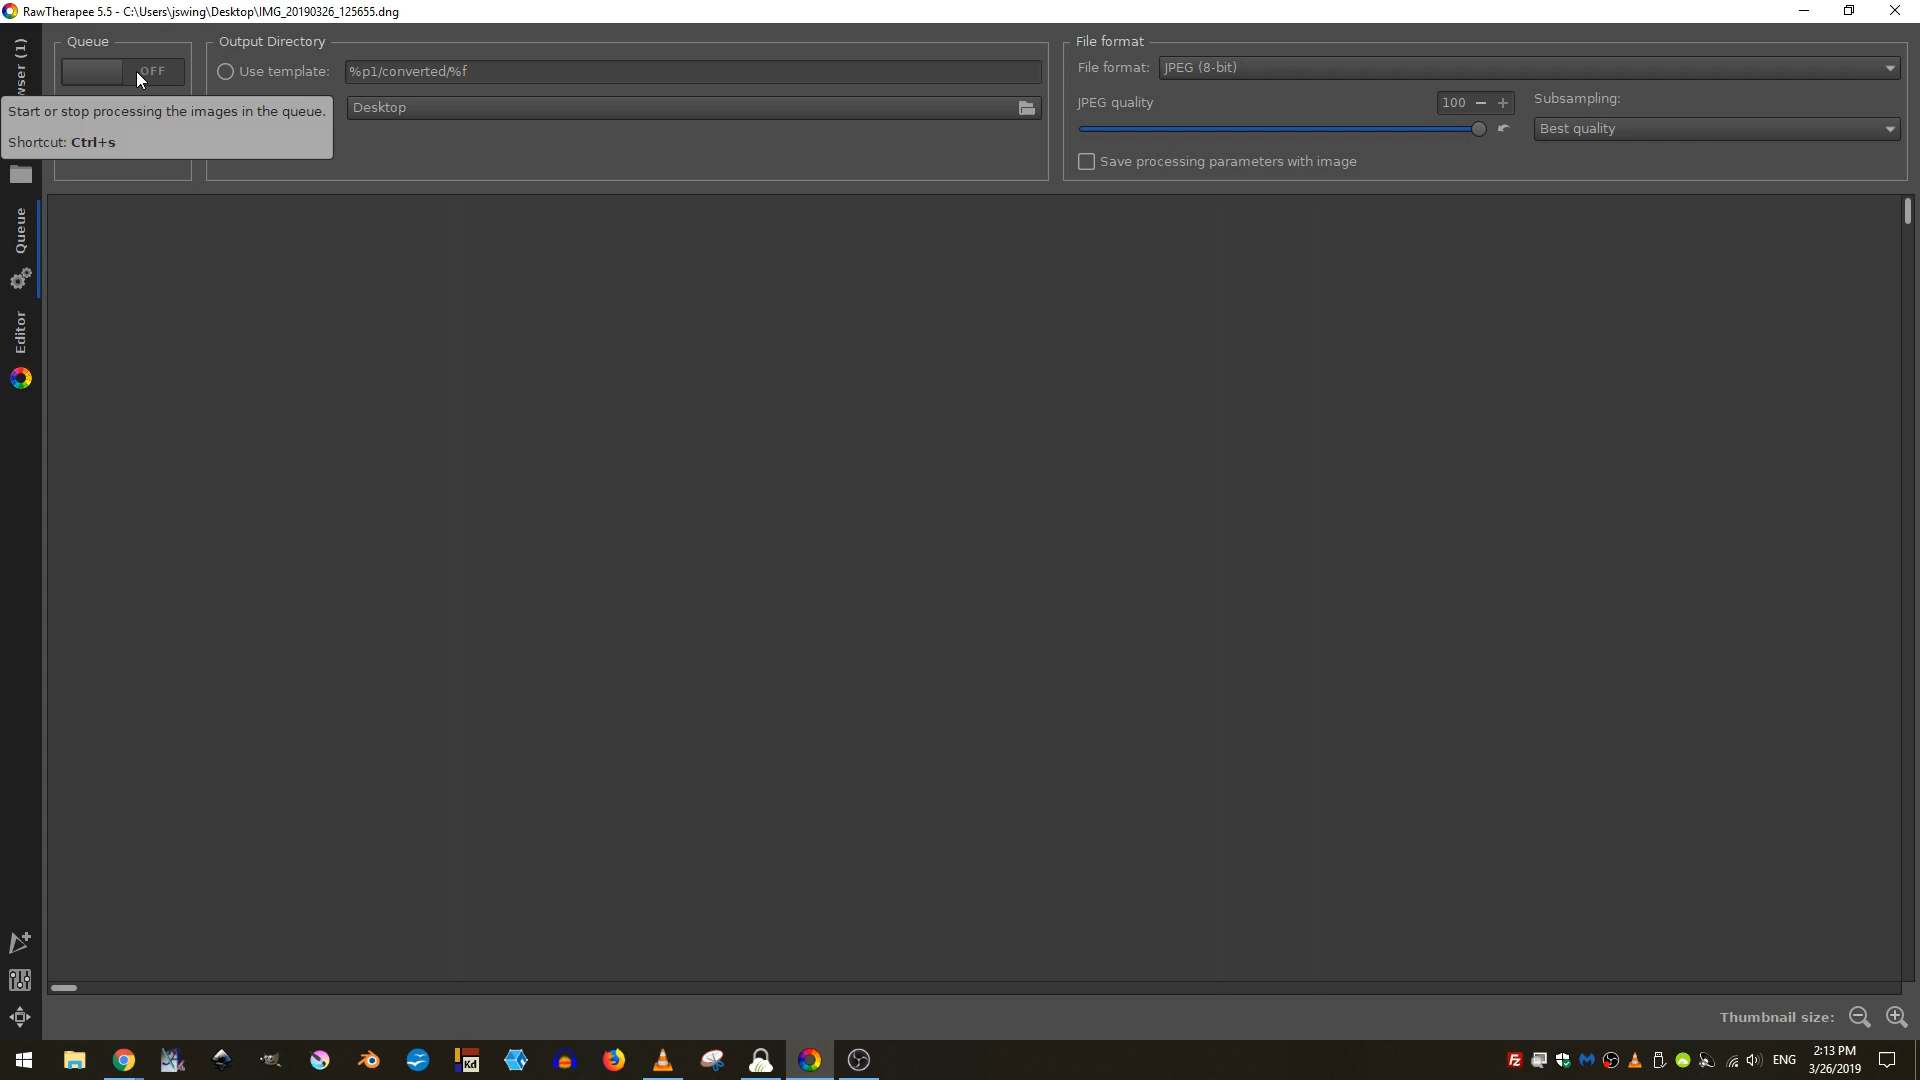 RawTherapee 5.5 - C:\Users\jswing\Desktop\IMG_20190326_125655.dng
Queue
OFF
Start or stop processing the images in the queue.
Shortcut: Ctrl+s
Output Directory
Use template:
%p1/converted/%f
Desktop
File format
File format:
JPEG (8-bit)
JPEG quality
100
Subsampling:
Best quality
Save processing parameters with image
wser (1)
Queue
Editor
Thumbnail size:
Kd
FZ
ENG
2:13 PM
3/26/2019